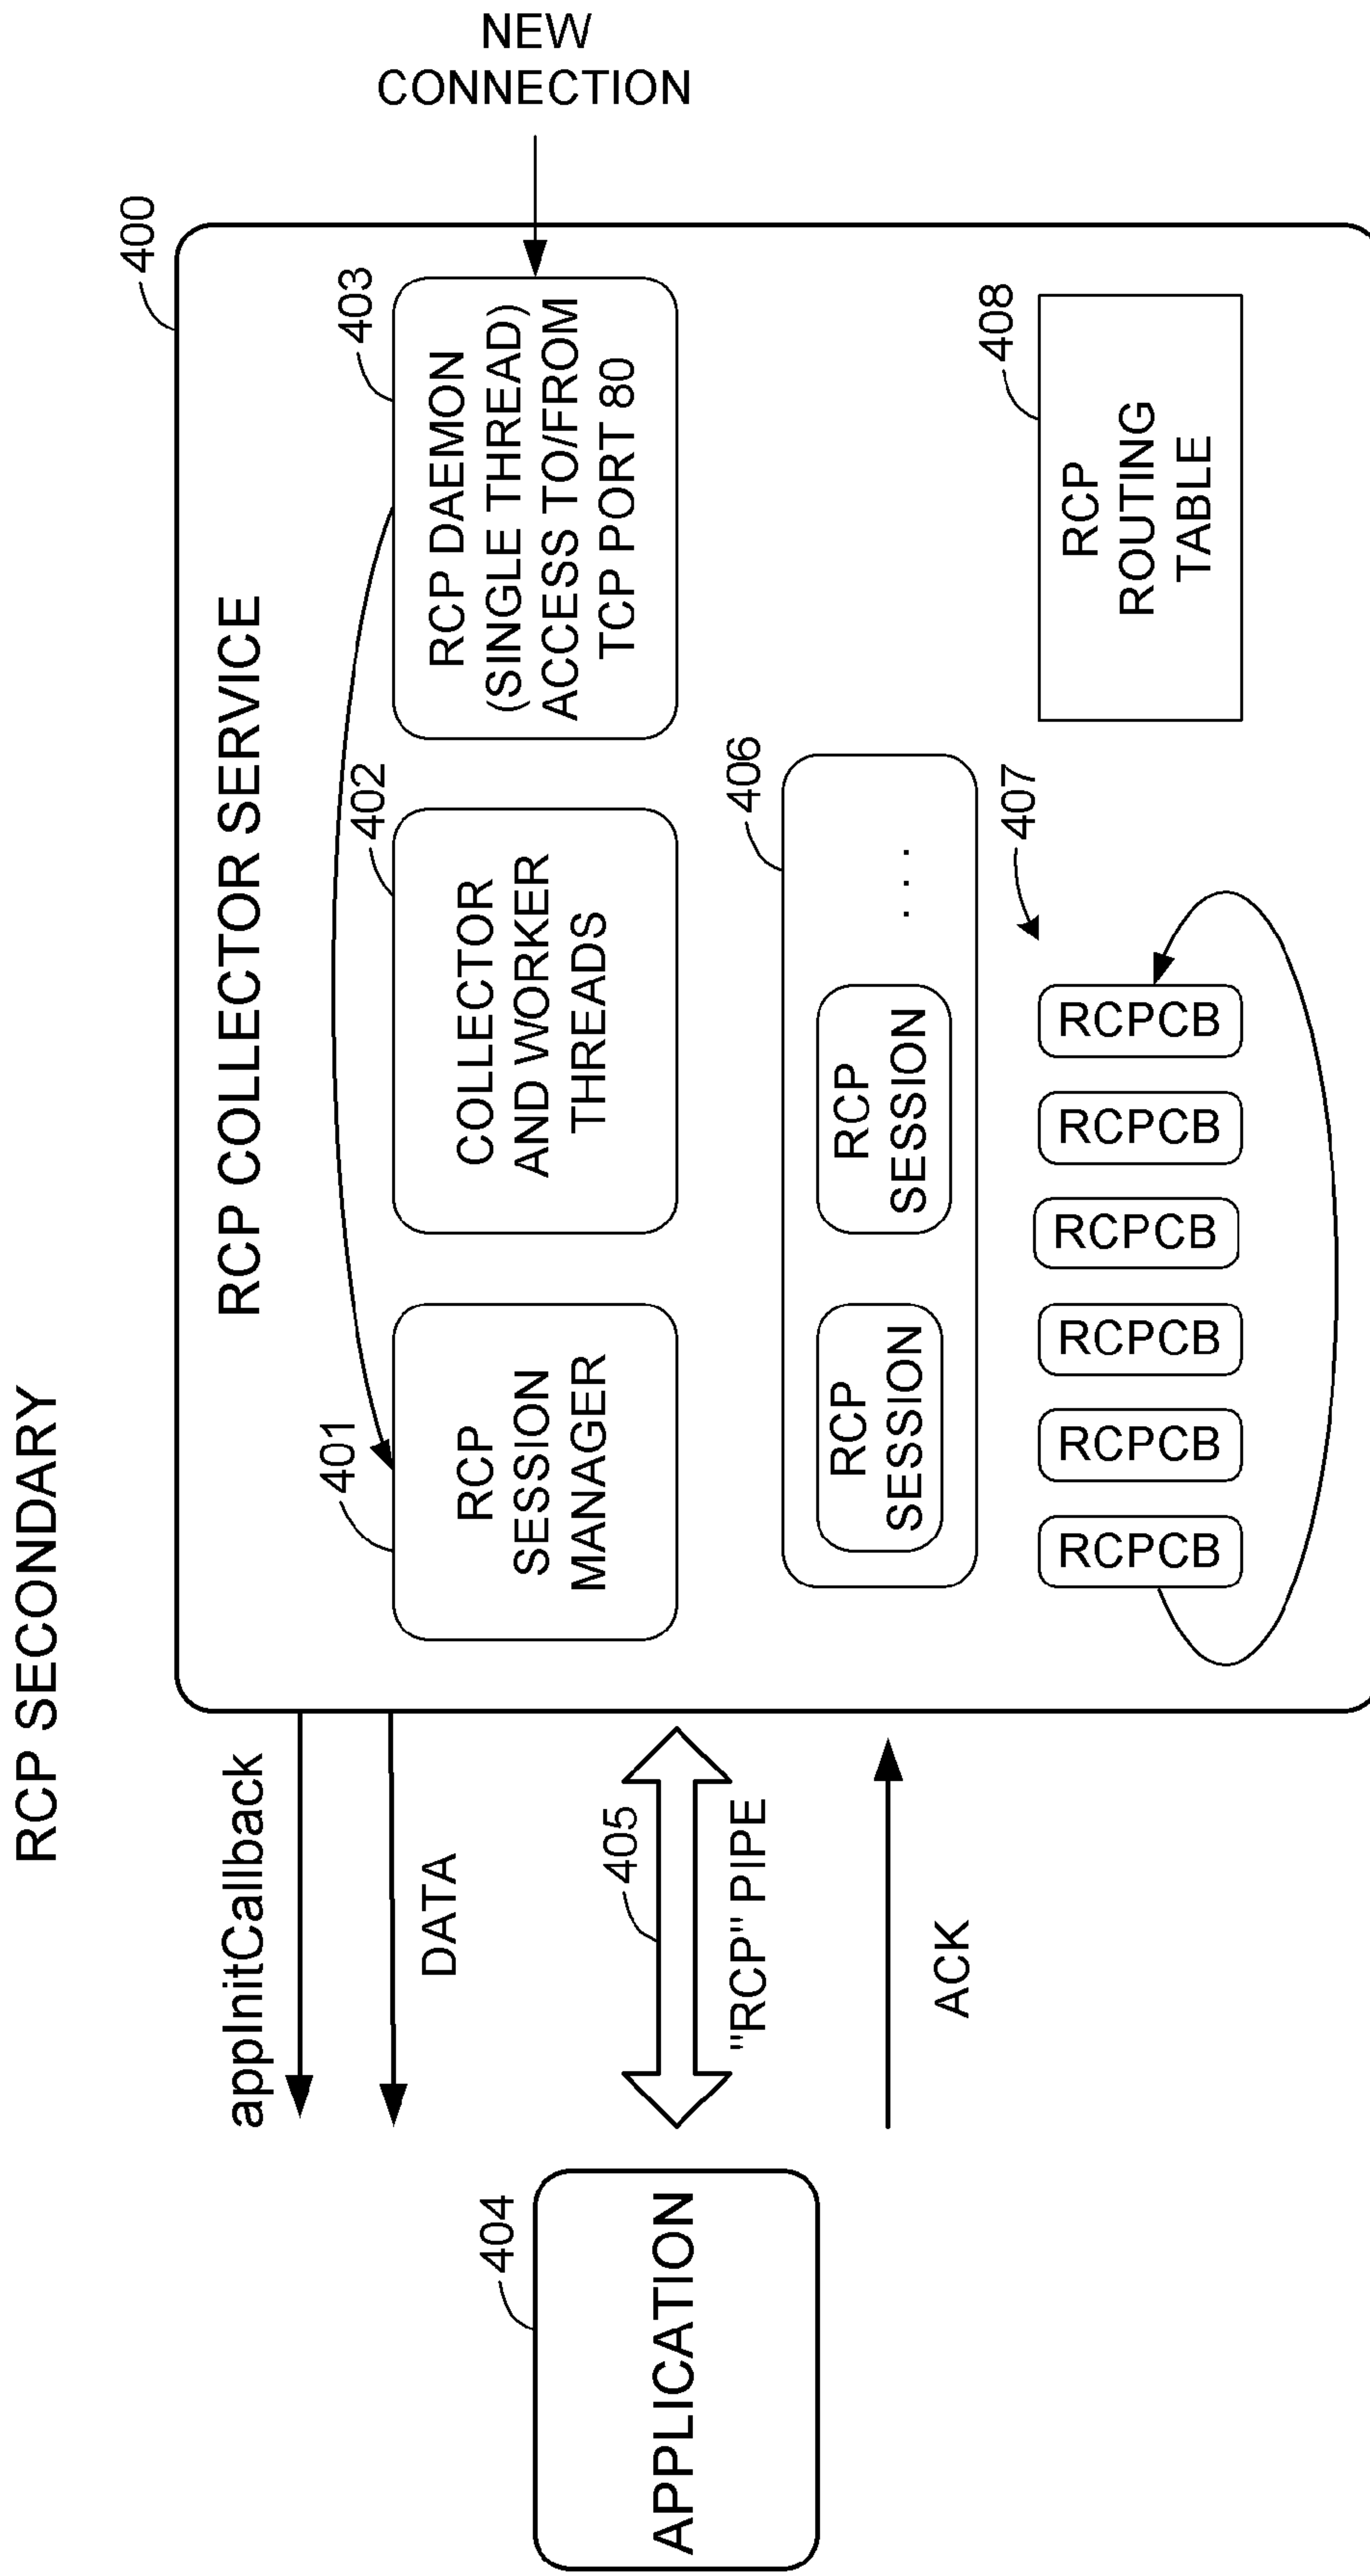 RCP SECONDARY
400
RCP COLLECTOR SERVICE
appInitCallback
DATA
401
RCP
SESSION
MANAGER
402
COLLECTOR
AND WORKER
THREADS
403
RCP DAEMON
(SINGLE THREAD)
ACCESS TO/FROM
TCP PORT 80
NEW
CONNECTION
404
APPLICATION
405
"RCP" PIPE
ACK
406
RCP
SESSION
RCP
SESSION
. . .
407
RCPCB
RCPCB
RCPCB
RCPCB
RCPCB
RCPCB
408
RCP
ROUTING
TABLE